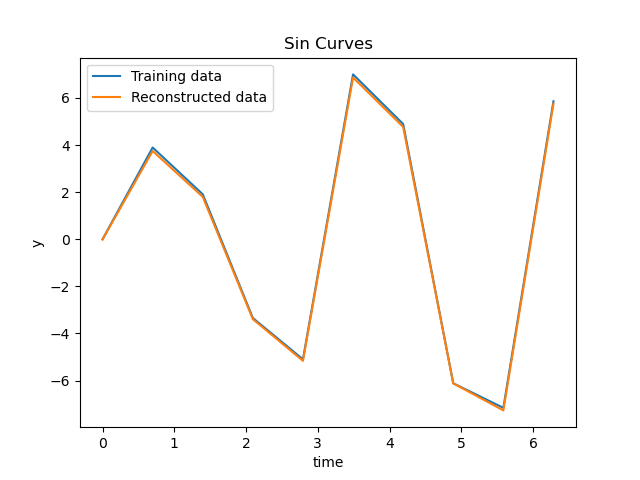 Sin Curves
Training data
Reconstructed data
6
4
2
0
−2
−4
−6
y
0 1 2 3 4 5 6
time